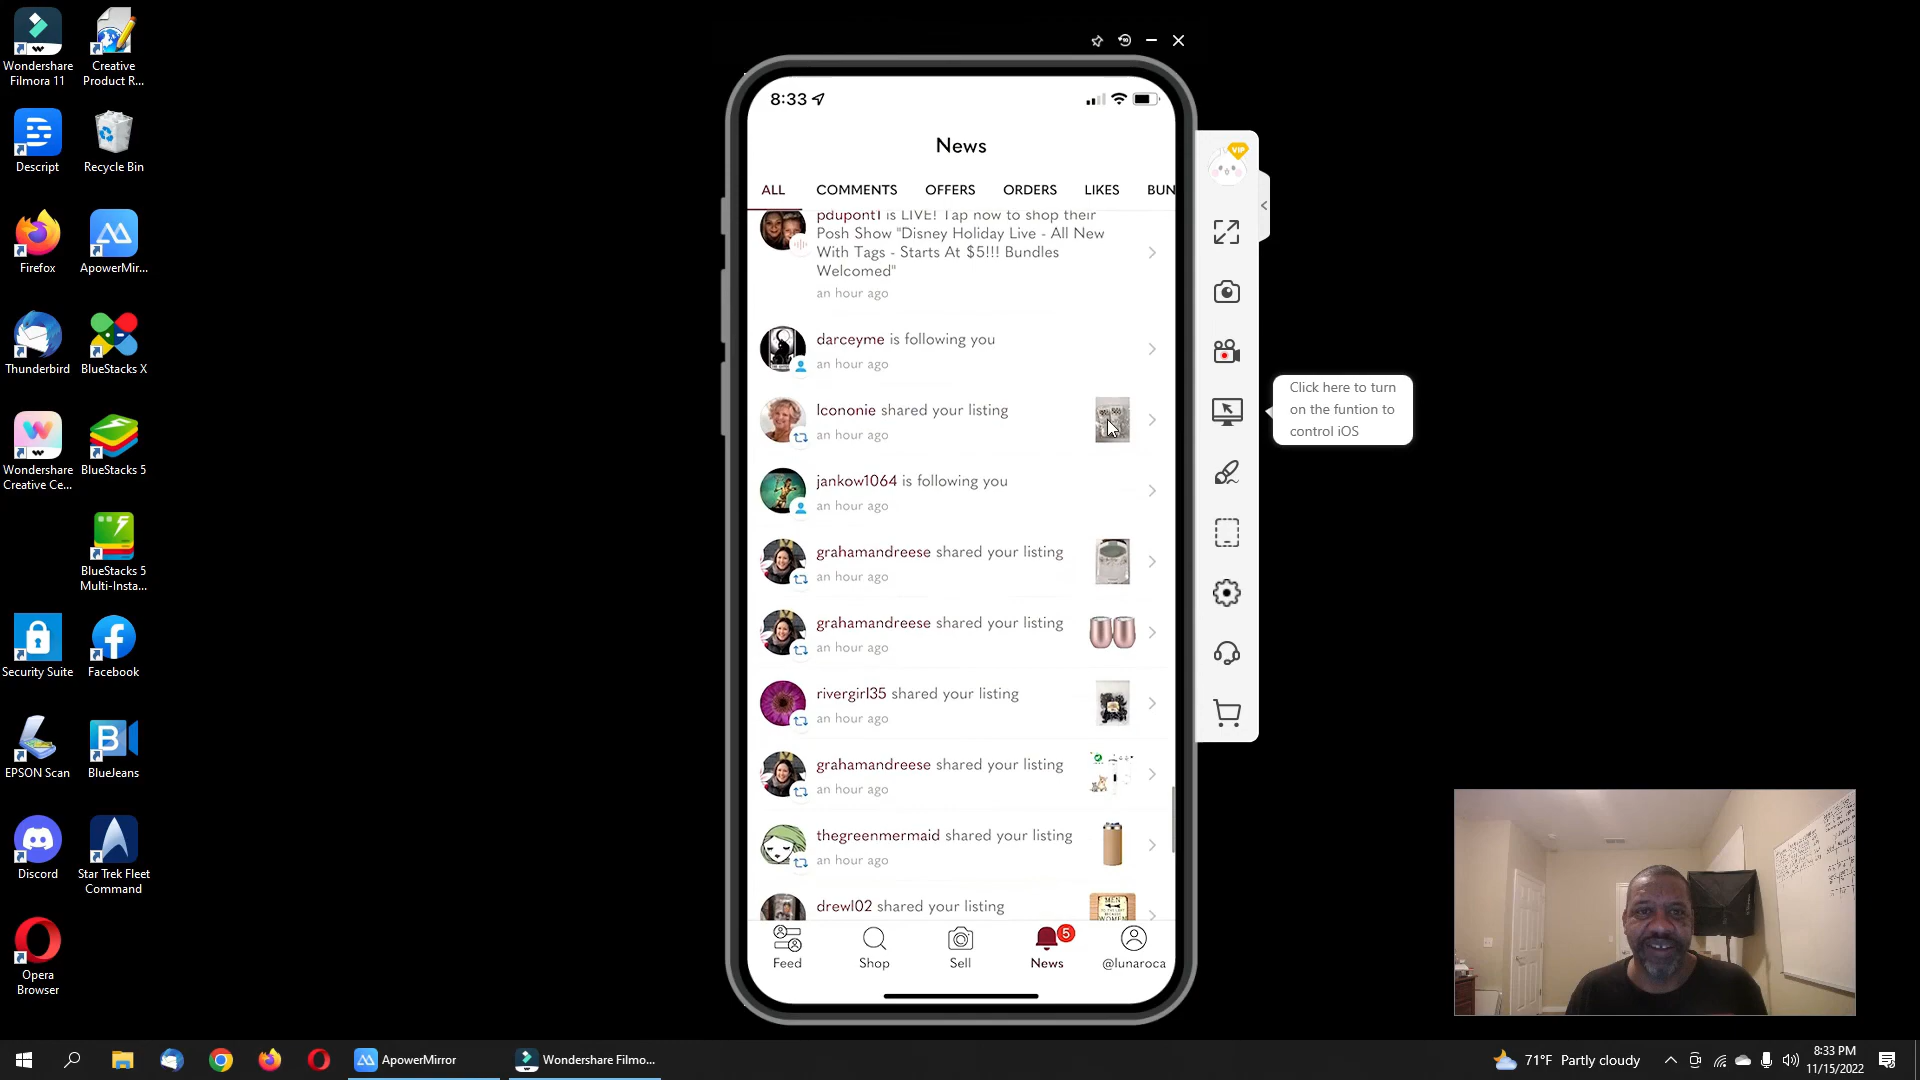 Wondershare
Filmora 11
Creative
Product R...
Descript
Recycle Bin
Firefox
ApowerMir...
Thunderbird
BlueStacks X
Wondershare
Creative Ce...
BlueStacks 5
BlueStacks 5
Multi-Insta...
Security Suite
Facebook
EPSON Scan
BlueJeans
Discord
Star Trek Fleet
Command
Opera
Browser
8:33
News
ALL
COMMENTS
OFFERS
ORDERS
LIKES
BUN
pdupont1 is LIVE! Tap now to shop their
Posh Show "Disney Holiday Live - All New
With Tags - Starts At $5!!! Bundles
Welcomed"
an hour ago
darceyme is following you
an hour ago
lcononie shared your listing
an hour ago
jankow1064 is following you
an hour ago
grahamandreese shared your listing
an hour ago
grahamandreese shared your listing
an hour ago
rivergirl35 shared your listing
an hour ago
grahamandreese shared your listing
an hour ago
thegreenmermaid shared your listing
an hour ago
drewl02 shared your listing
MEN
WOMEN
Feed
Shop
Sell
5
News
@lunaroca
VIP
Click here to turn
on the funtion to
control iOS
ApowerMirror
Wondershare Filmo...
71°F Partly cloudy
8:33 PM
11/15/2022